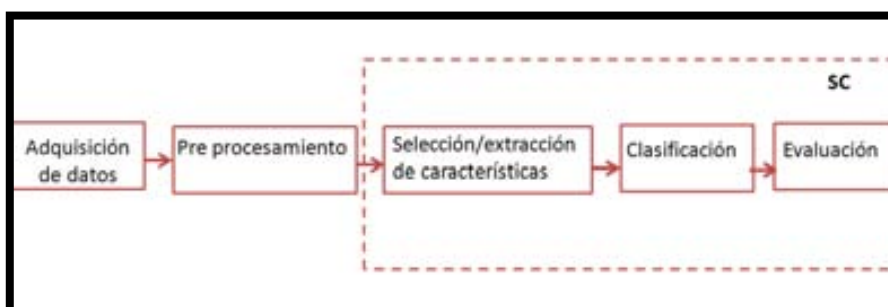 SC
Adquisición
de datos
Pre procesamiento
Selección/extracción
de características
Clasificación
Evaluación